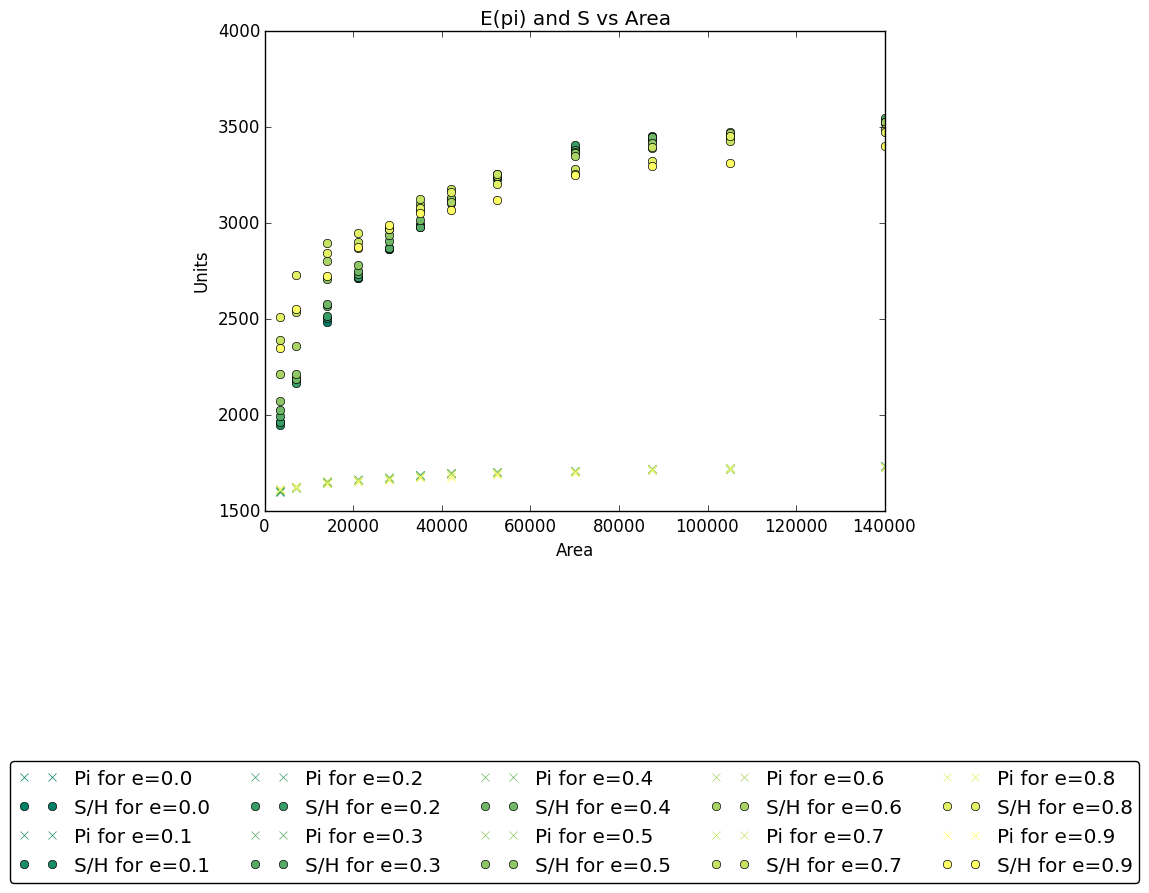 E(pi) and S vs Area
4000
3500
3000
2500
2000
1500
Units
0 20000 40000 60000 80000 100000 120000 140000
Area
Pi for e=0.0 Pi for e=0.2 Pi for e=0.4 Pi for e=0.6 Pi for e=0.8
S/H for e=0.0 S/H for e=0.2 S/H for e=0.4 S/H for e=0.6 S/H for e=0.8
Pi for e=0.1 Pi for e=0.3 Pi for e=0.5 Pi for e=0.7 Pi for e=0.9
S/H for e=0.1 S/H for e=0.3 S/H for e=0.5 S/H for e=0.7 S/H for e=0.9